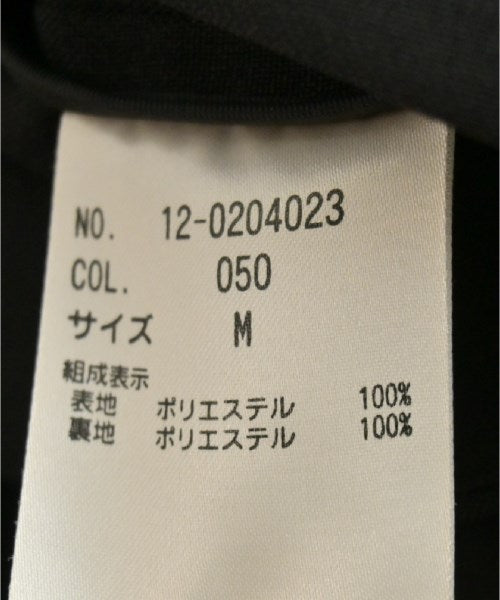 NO. 12-0204023
COL. 050
サイズ M
組成表示
表地 ポリエステル 100%
裏地 ポリエステル 100%